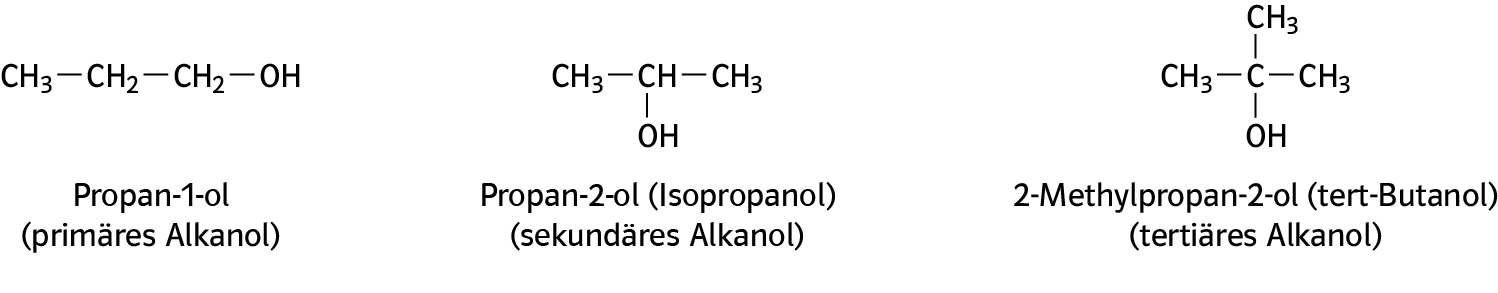 CH₃
CH₃—CH₂—CH₂—OH
CH₃—CH—CH₃
CH₃—C—CH₃
OH
OH
Propan-1-ol
(primäres Alkanol)
Propan-2-ol (Isopropanol)
(sekundäres Alkanol)
2-Methylpropan-2-ol (tert-Butanol)
(tertiäres Alkanol)